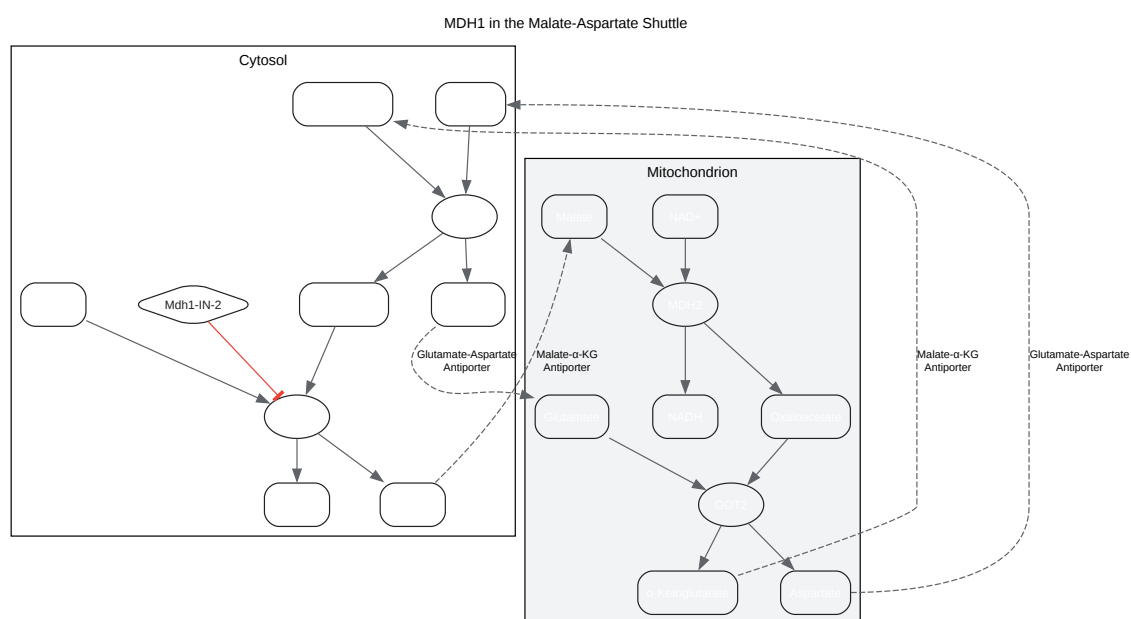 MDH1 in the Malate-Aspartate Shuttle
Cytosol
Mitochondrion
Malate
NAD+
Mdh1-IN-2
MDH2
Glutamate-Aspartate
Antiporter
Malate-α-KG
Antiporter
Malate-α-KG
Antiporter
Glutamate-Aspartate
Antiporter
Glutamate
NADH
Oxaloacetate
GOT2
α-Ketoglutarate
Aspartate